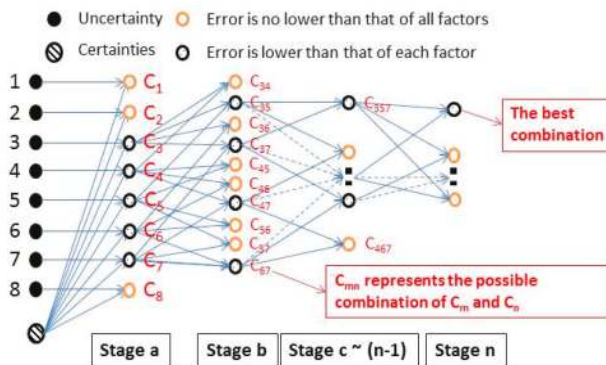 Uncertainty
Error is no lower than that of all factors
Certainties
Error is lower than that of each factor
1
2
3
4
5
6
7
8
C1
C2
C3
C4
C5
C6
C7
C8
C34
C35
C36
C37
C45
C46
C47
C56
C57
C67
C357
C467
The best
combination
Cmn represents the possible
combination of Cm and Cn
Stage a
Stage b
Stage c ~ (n-1)
Stage n